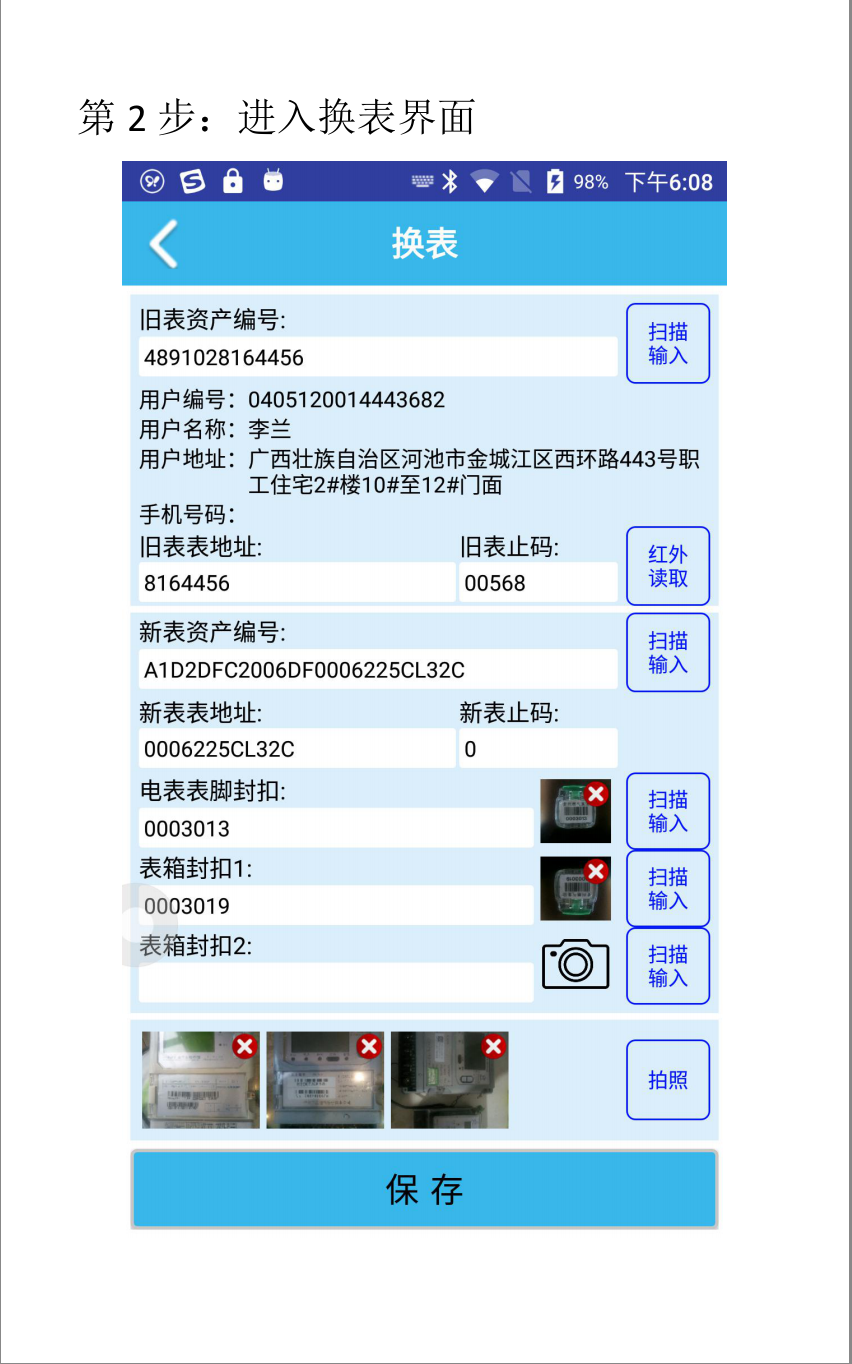 第 2 步：进入换表界面
98% 下午6:08
换表
旧表资产编号:
4891028164456
扫描
输入
用户编号：0405120014443682
用户名称：李兰
用户地址：广西壮族自治区河池市金城江区西环路443号职
工住宅2#楼10#至12#门面
手机号码：
旧表表地址: 旧表止码:
8164456 00568
红外
读取
新表资产编号:
A1D2DFC2006DF0006225CL32C
扫描
输入
新表表地址: 新表止码:
0006225CL32C 0
电表表脚封扣:
0003013
扫描
输入
表箱封扣1:
0003019
扫描
输入
表箱封扣2:
扫描
输入
拍照
保存